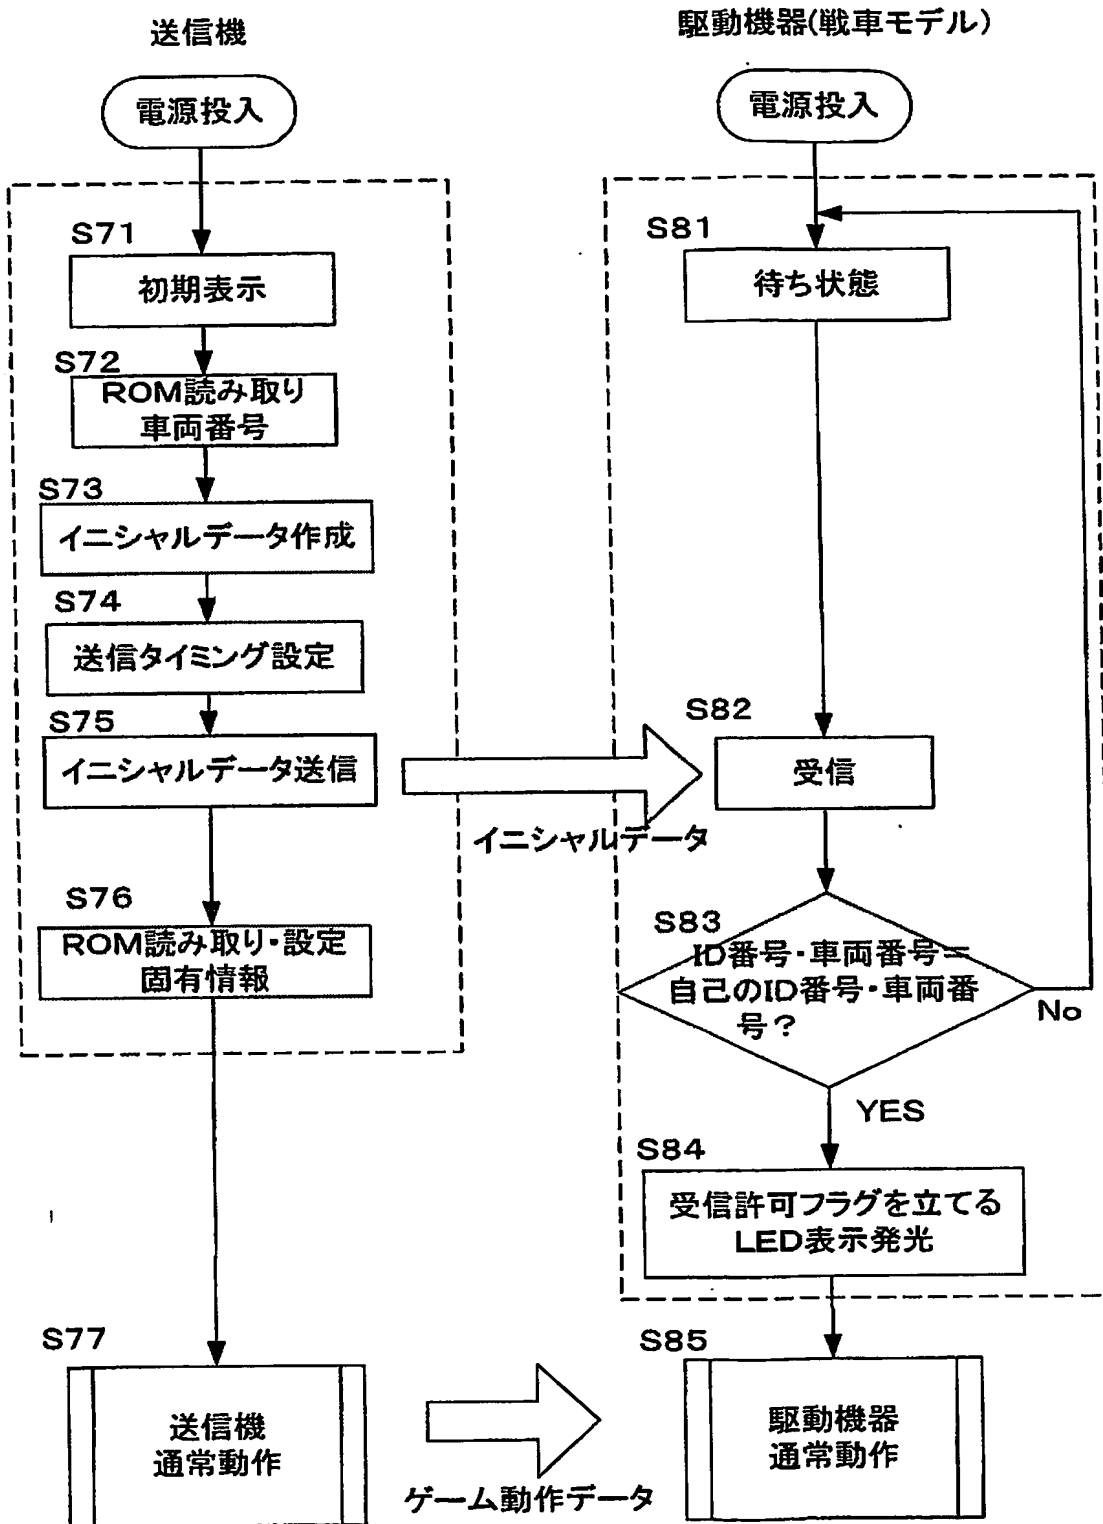 送信機
電源投入
S71
初期表示
S72
ROM読み取り
車両番号
S73
イニシャルデータ作成
S74
送信タイミング設定
S75
イニシャルデータ送信
イニシャルデータ
S76
ROM読み取り・設定
固有情報
S77
送信機
通常動作
ゲーム動作データ
駆動機器(戦車モデル)
電源投入
S81
待ち状態
S82
受信
S83
ID番号・車両番号=
自己のID番号・車両番
号？
No
YES
S84
受信許可フラグを立てる
LED表示発光
S85
駆動機器
通常動作